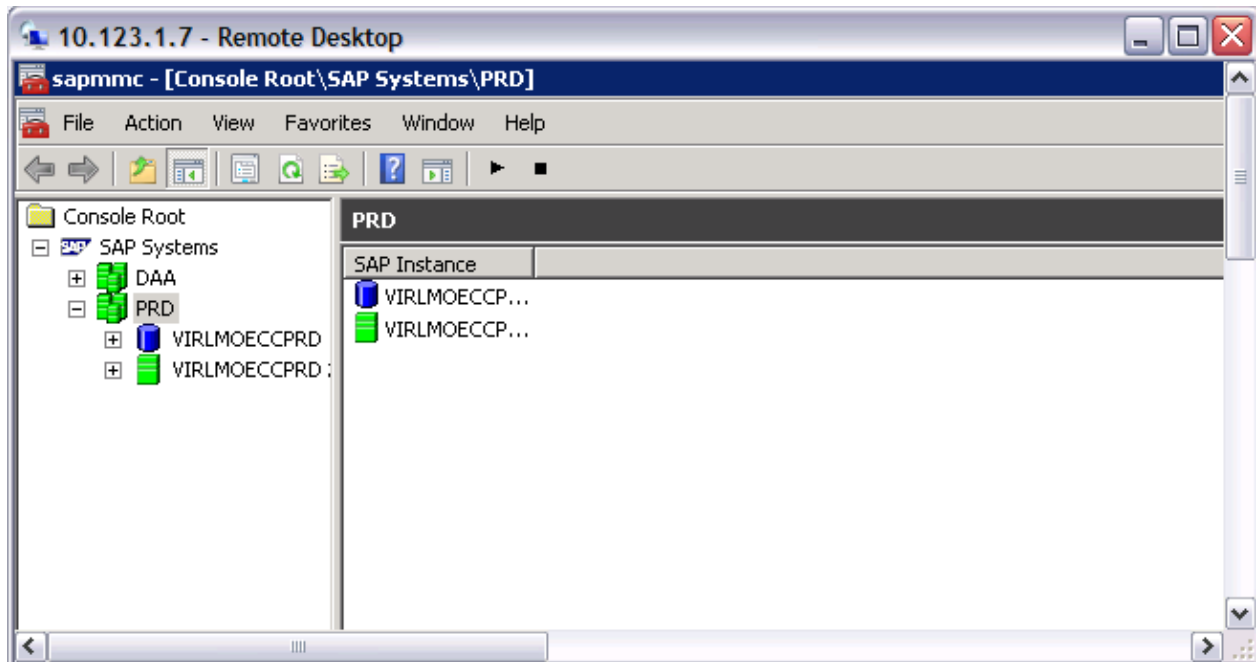 10.123.1.7 - Remote Desktop
sapmmc - [Console Root\SAP Systems\PRD]
File Action View Favorites Window Help
Console Root
SAP SAP Systems
DAA
PRD
VIRLMOECCPRD
VIRLMOECCPRD
PRD
SAP Instance
VIRLMOECCP...
VIRLMOECCP...